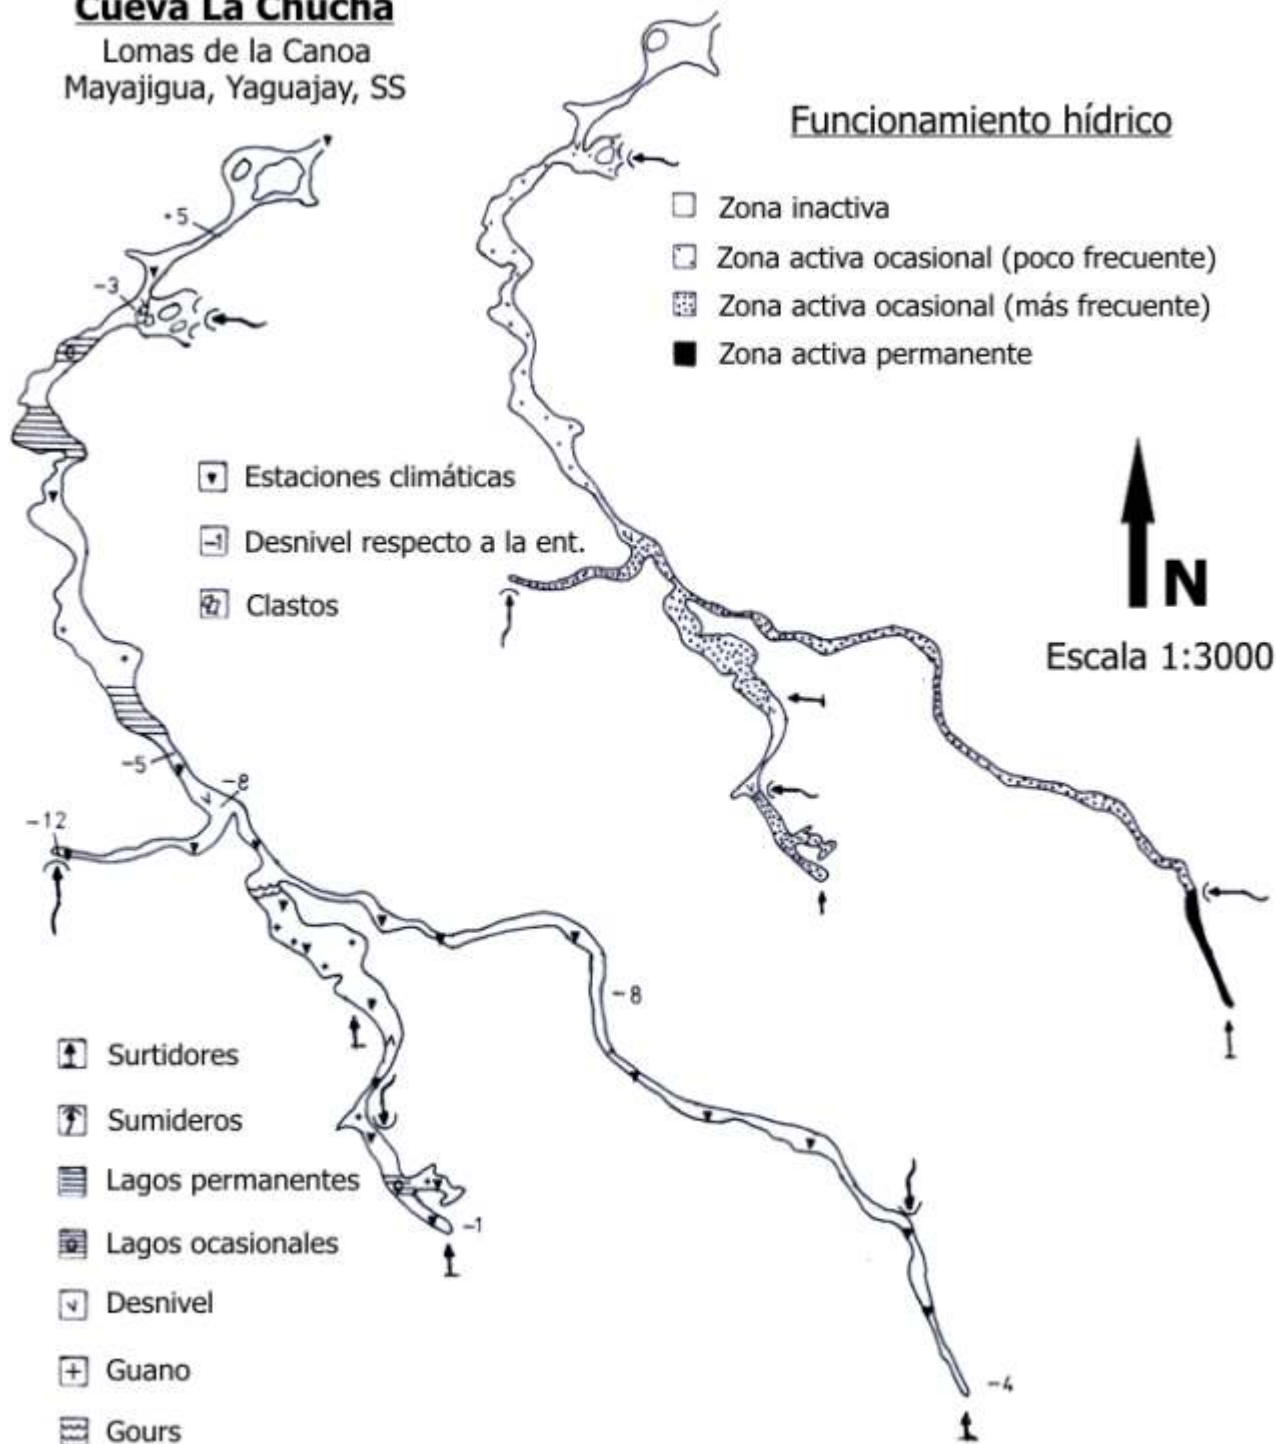 Cueva La Chucha
Lomas de la Canoa
Mayajigua, Yaguajay, SS
Funcionamiento hídrico
Zona inactiva
Zona activa ocasional (poco frecuente)
Zona activa ocasional (más frecuente)
Zona activa permanente
N
Escala 1:3000
Estaciones climáticas
-1 Desnivel respecto a la ent.
Clastos
5
-3
-5
-8
-12
-8
-1
-4
Surtidores
Sumideros
Lagos permanentes
Lagos ocasionales
Desnivel
Guano
Gours